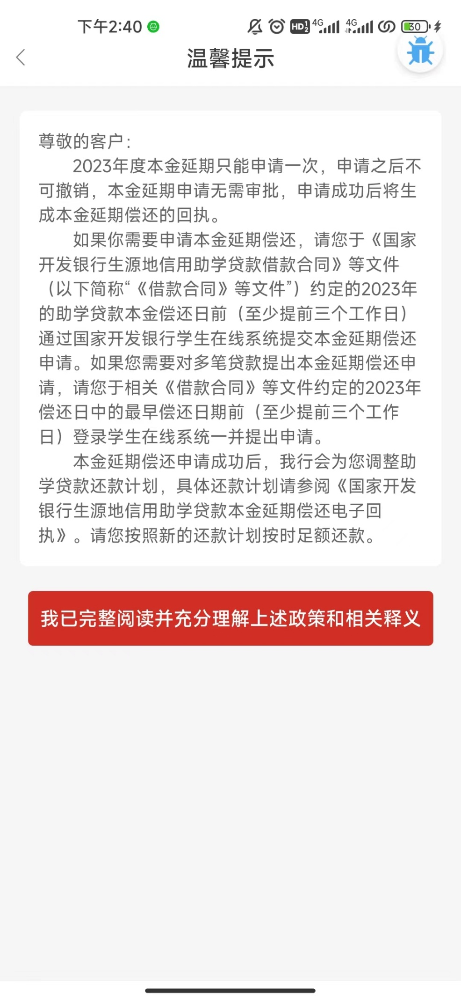 下午2:40
HD 1 2 4G 4G 30
温馨提示
尊敬的客户：
2023年度本金延期只能申请一次，申请之后不
可撤销，本金延期申请无需审批，申请成功后将生
成本金延期偿还的回执。
如果你需要申请本金延期偿还，请您于《国家
开发银行生源地信用助学贷款借款合同》等文件
（以下简称“《借款合同》等文件”）约定的2023年
的助学贷款本金偿还日前（至少提前三个工作日）
通过国家开发银行学生在线系统提交本金延期偿还
申请。如果您需要对多笔贷款提出本金延期偿还申
请，请您于相关《借款合同》等文件约定的2023年
偿还日中的最早偿还日期前（至少提前三个工作
日）登录学生在线系统一并提出申请。
本金延期偿还申请成功后，我行会为您调整助
学贷款还款计划，具体还款计划请参阅《国家开发
银行生源地信用助学贷款本金延期偿还电子回
执》。请您按照新的还款计划按时足额还款。
我已完整阅读并充分理解上述政策和相关释义